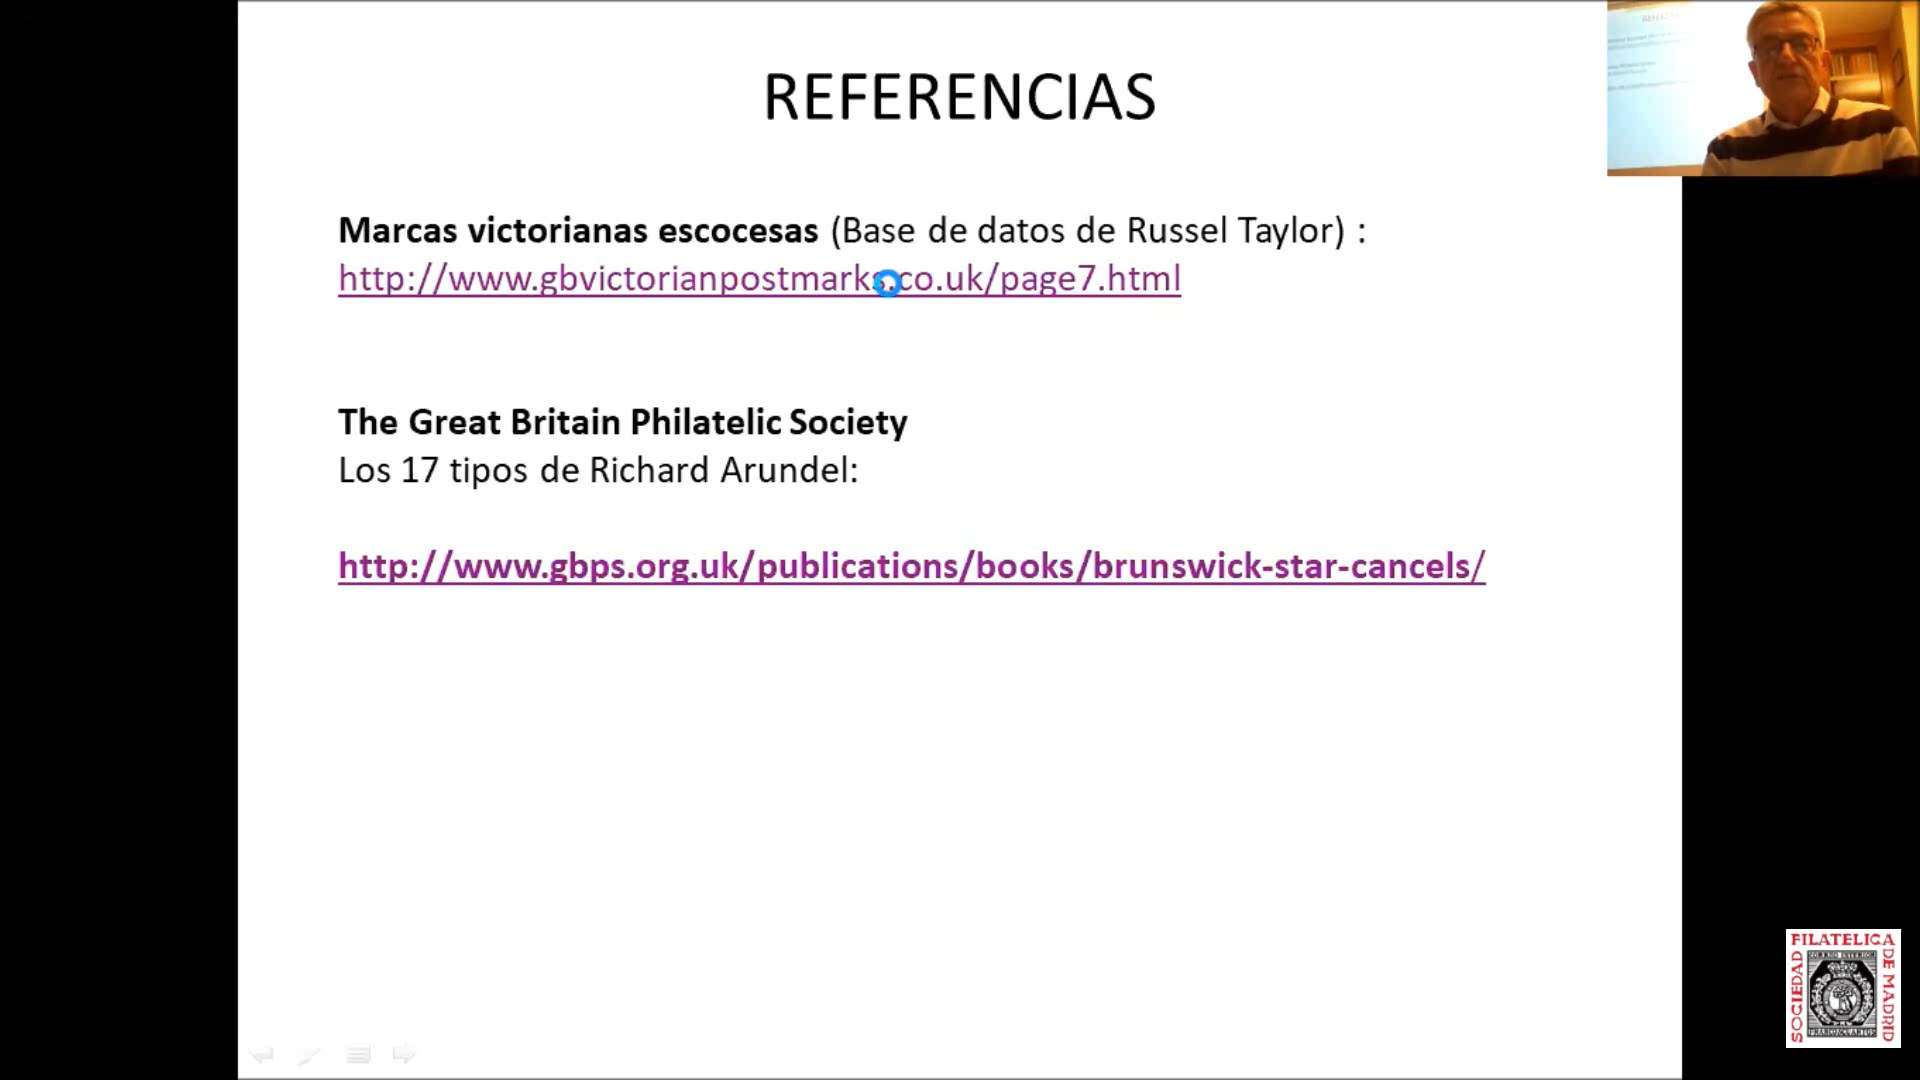 REFERENCIAS
Marcas victorianas escocesas (Base de datos de Russel Taylor) :
http://www.gbvictorianpostmarks.co.uk/page7.html
The Great Britain Philatelic Society
Los 17 tipos de Richard Arundel:
http://www.gbps.org.uk/publications/books/brunswick-star-cancels/
SOCIEDAD
FILATELICA
DE MADRID
CORREO INTERIOR